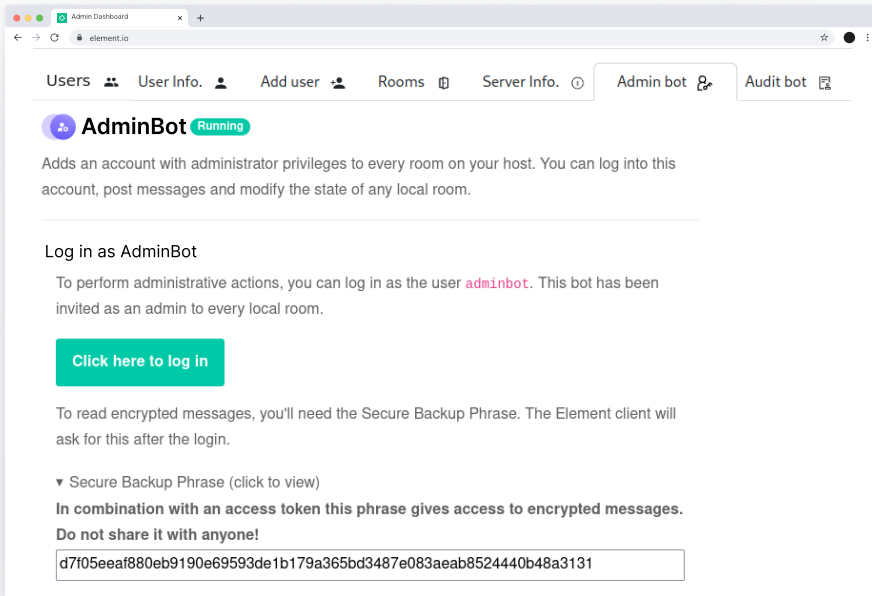 Admin Dashboard
element.io
Users User Info. Add user Rooms Server Info. Admin bot Audit bot
AdminBot Running
Adds an account with administrator privileges to every room on your host. You can log into this
account, post messages and modify the state of any local room.
Log in as AdminBot
To perform administrative actions, you can log in as the user adminbot. This bot has been
invited as an admin to every local room.
Click here to log in
To read encrypted messages, you'll need the Secure Backup Phrase. The Element client will
ask for this after the login.
▾ Secure Backup Phrase (click to view)
In combination with an access token this phrase gives access to encrypted messages.
Do not share it with anyone!
d7f05eeaf880eb9190e69593de1b179a365bd3487e083aeab8524440b48a3131